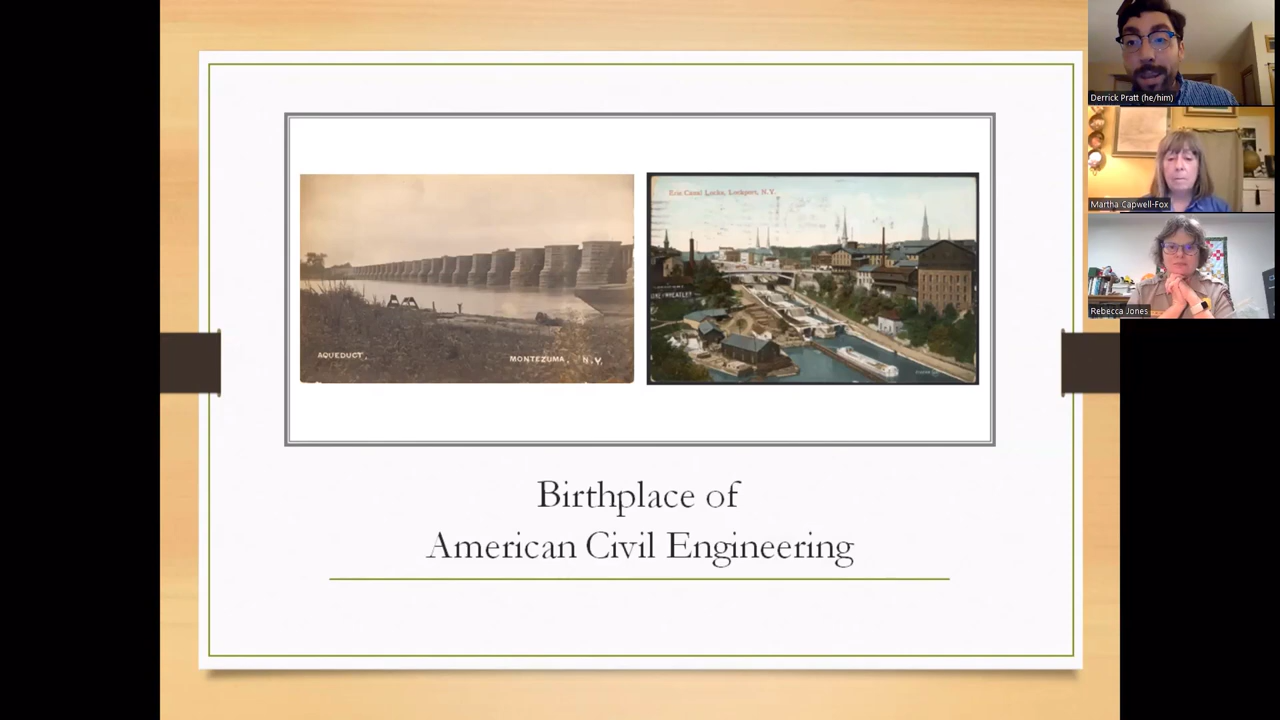 Erie Canal Locks, Lockport, N.Y.
AQUEDUCT.
MONTEZUMA, N.Y.
Birthplace of
American Civil Engineering
Derrick Pratt (he/him)
Martha Capwell-Fox
Rebecca Jones